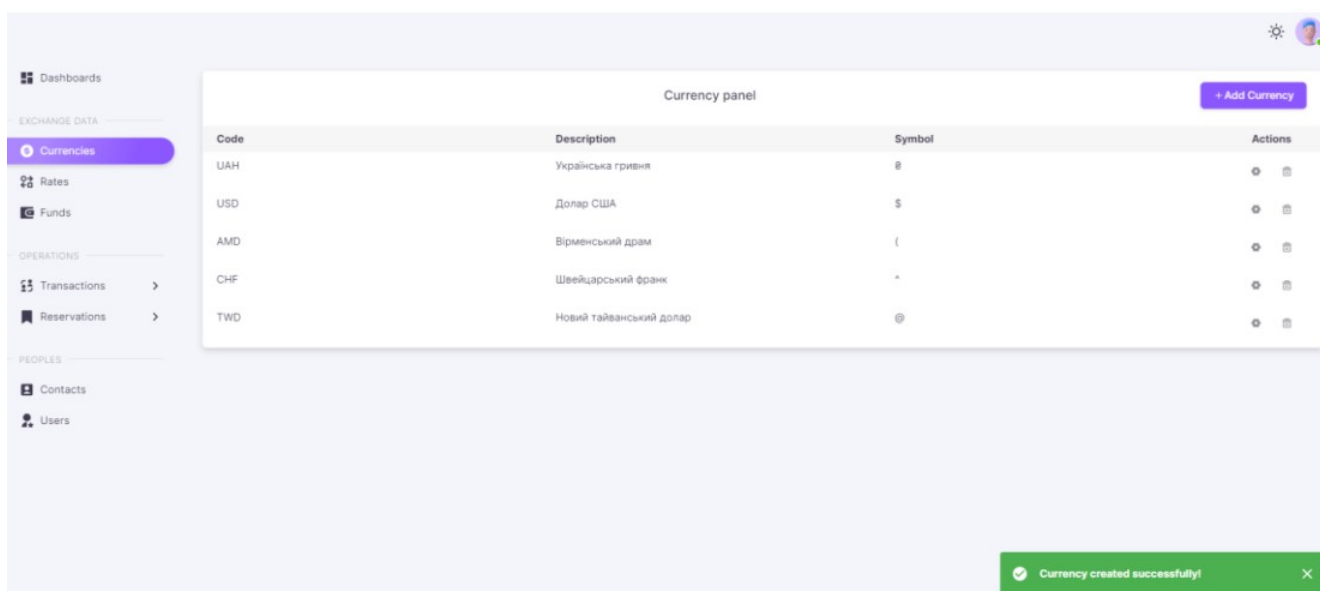 Dashboards
Currency panel
+ Add Currency
EXCHANGE DATA
Code Description Symbol Actions
Currencies
UAH Українська гривня ₴
Rates
USD Долар США $
Funds
AMD Вірменський драм (
OPERATIONS
CHF Швейцарський франк ^
Transactions
Reservations
TWD Новий тайванський долар @
PEOPLES
Contacts
Users
Currency created successfully!